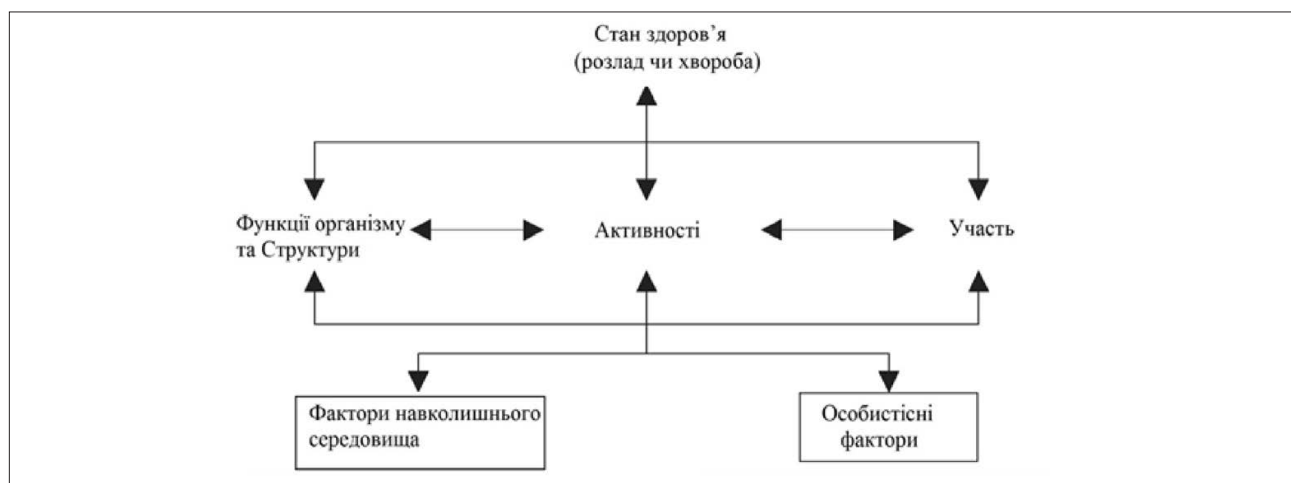 Стан здоров’я
(розлад чи хвороба)
Функції організму
та Структури
Активності
Участь
Фактори навколишнього
середовища
Особистісні
фактори